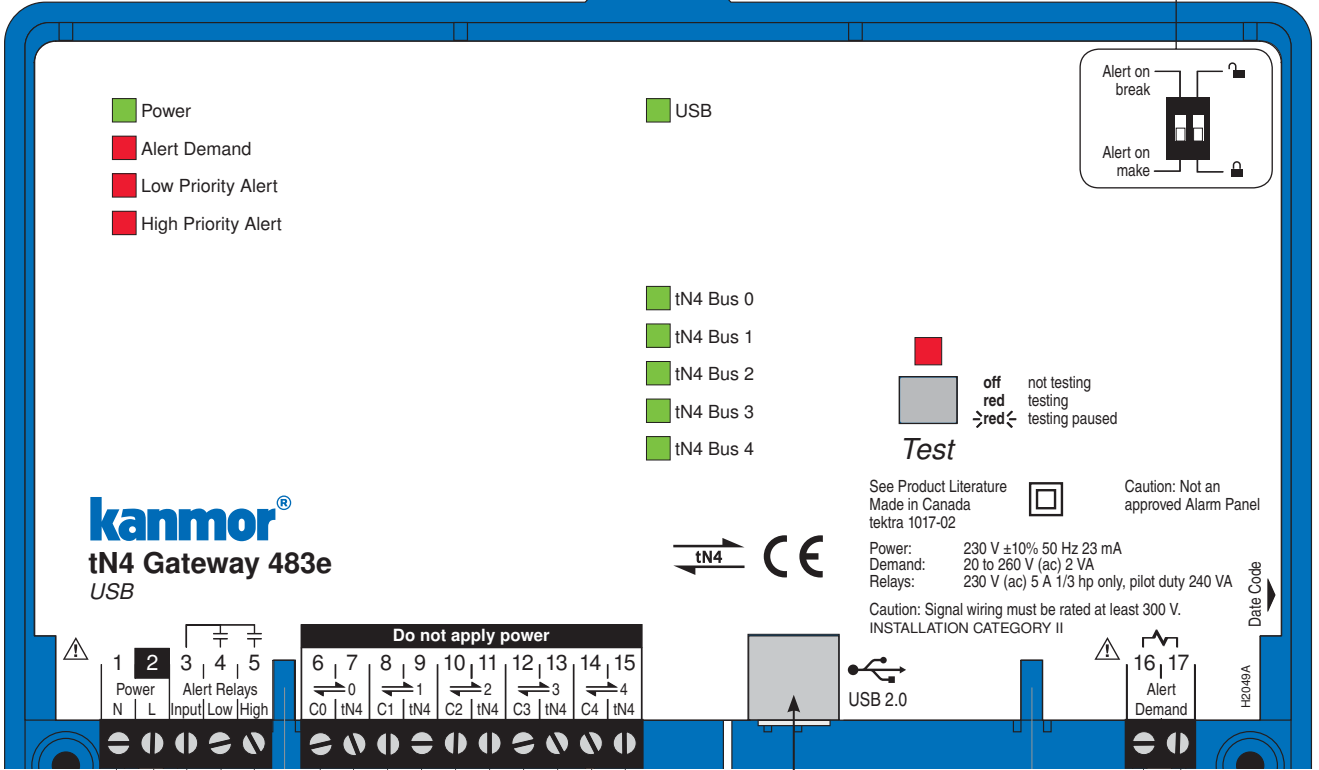 Alert on
break
Alert on
make
Power
Alert Demand
Low Priority Alert
High Priority Alert
USB
tN4 Bus 0
tN4 Bus 1
tN4 Bus 2
tN4 Bus 3
tN4 Bus 4
off not testing
red testing
red testing paused
Test
kanmor®
tN4 Gateway 483e
USB
tN4
CE
See Product Literature
Made in Canada
tektra 1017-02
Caution: Not an
approved Alarm Panel
Power: 230 V ±10% 50 Hz 23 mA
Demand: 20 to 260 V (ac) 2 VA
Relays: 230 V (ac) 5 A 1/3 hp only, pilot duty 240 VA
Caution: Signal wiring must be rated at least 300 V.
INSTALLATION CATEGORY II
Date Code
H2049A
Do not apply power
1 2 3 4 5 6 7 8 9 10 11 12 13 14 15
Power Alert Relays 0 1 2 3 4
N L Input Low High C0 tN4 C1 tN4 C2 tN4 C3 tN4 C4 tN4
USB 2.0
16 17
Alert
Demand